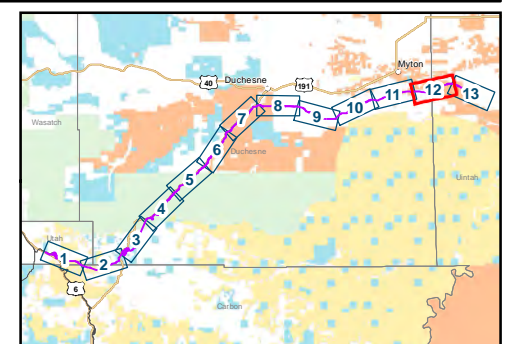 Myton
40
Duchesne
191
12
13
11
10
9
8
7
Wasatch
6
Duchesne
Uintah
5
4
3
Utah
1
2
6
Carbon